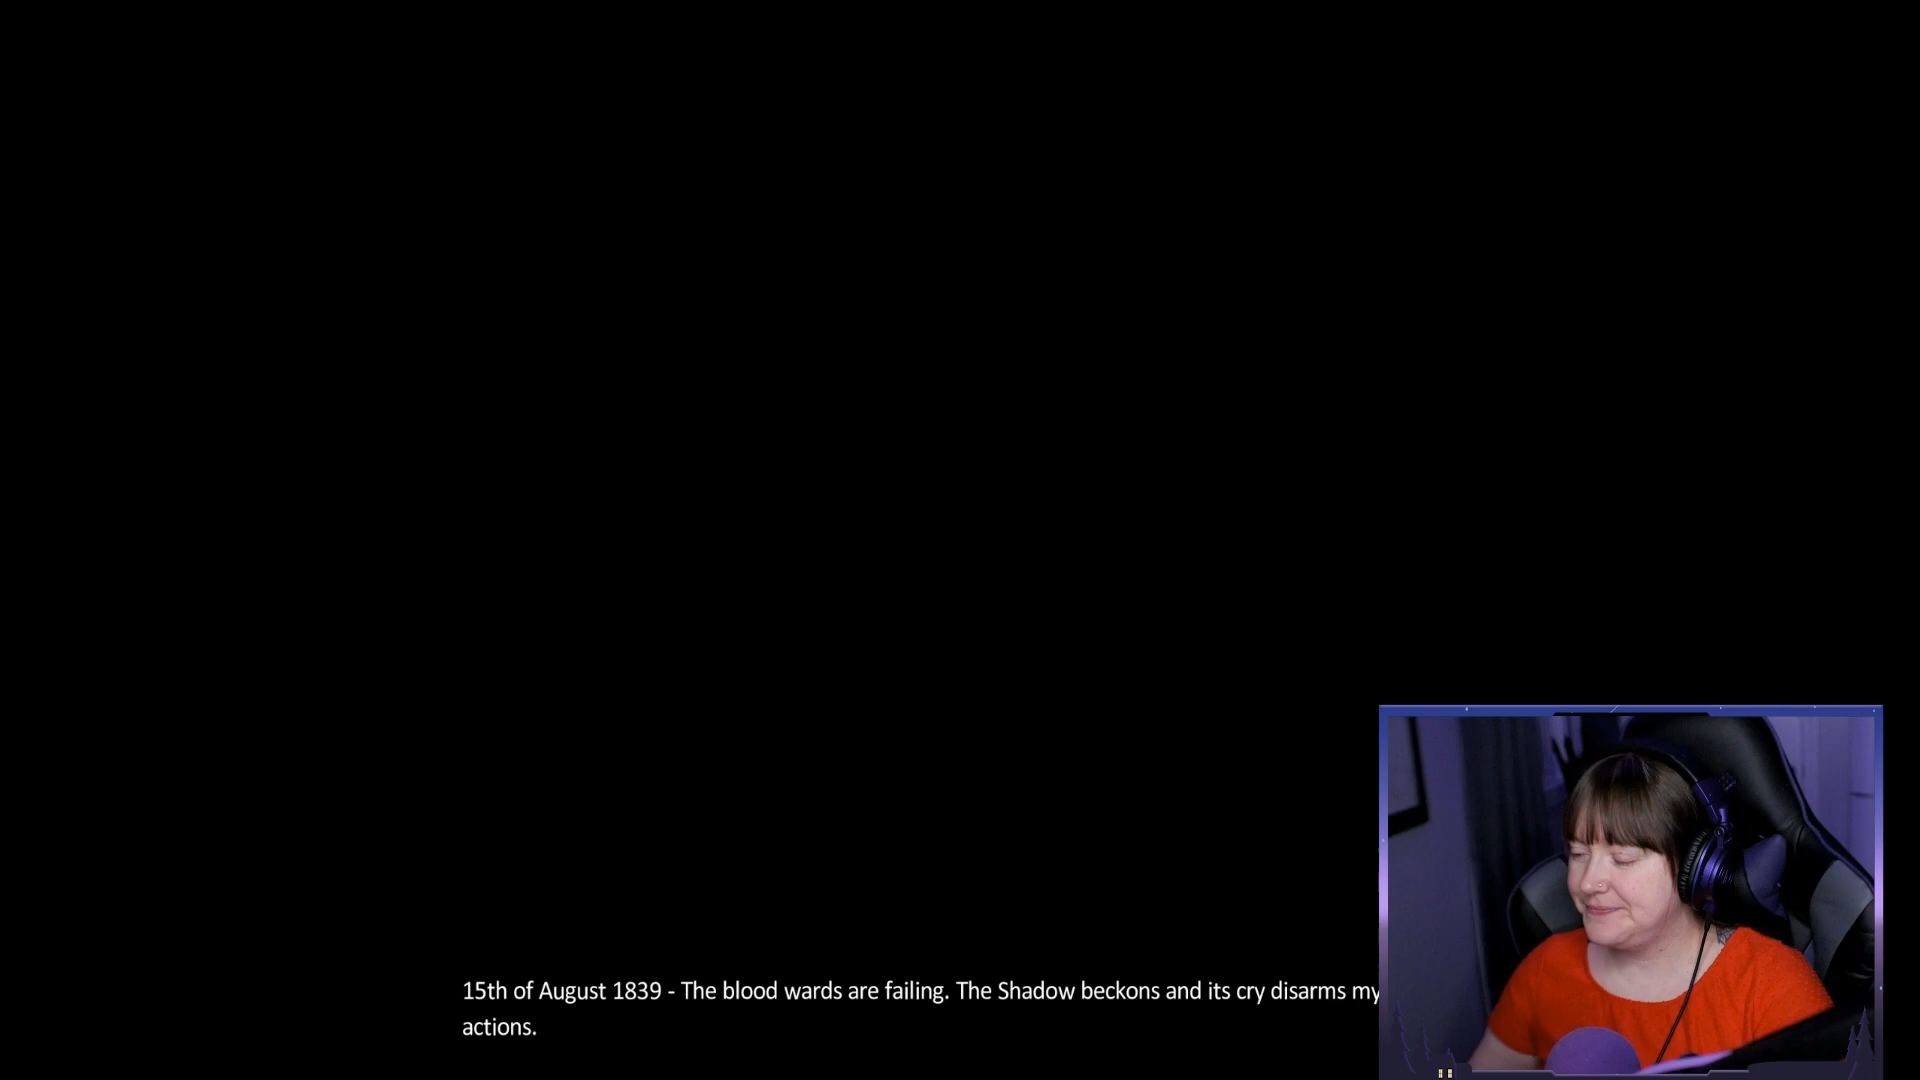 15th of August 1839 - The blood wards are failing. The Shadow beckons and its cry disarms my
actions.